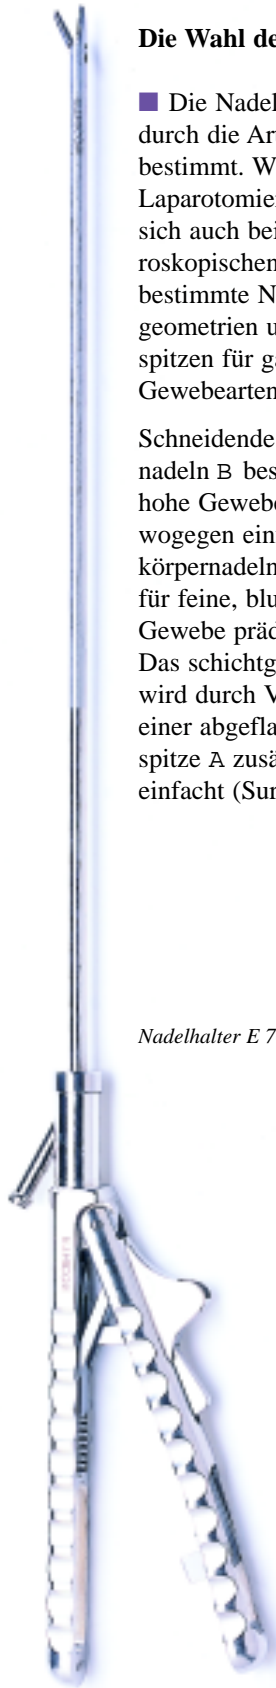 Die Wahl de
■ Die Nadel
durch die Ar
bestimmt. W
Laparotomie
sich auch bei
roskopischen
bestimmte N
geometrien u
spitzen für g
Gewebearten
Schneidende
nadeln B bes
hohe Gewebe
wogegen ein
körpernadeln
für feine, blu
Gewebe präd
Das schichtg
wird durch V
einer abgefla
spitze A zusä
einfacht (Sur
Nadelhalter E 7